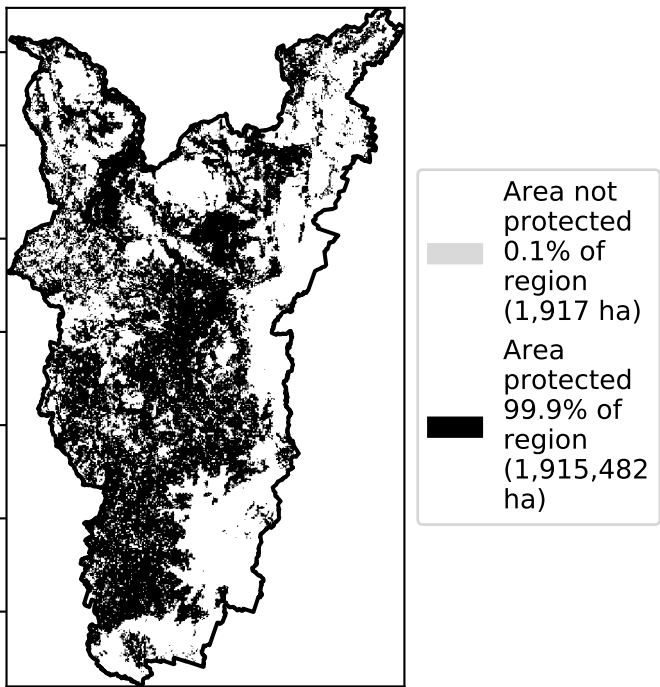 Area not
protected
0.1% of
region
(1,917 ha)
Area
protected
99.9% of
region
(1,915,482
ha)